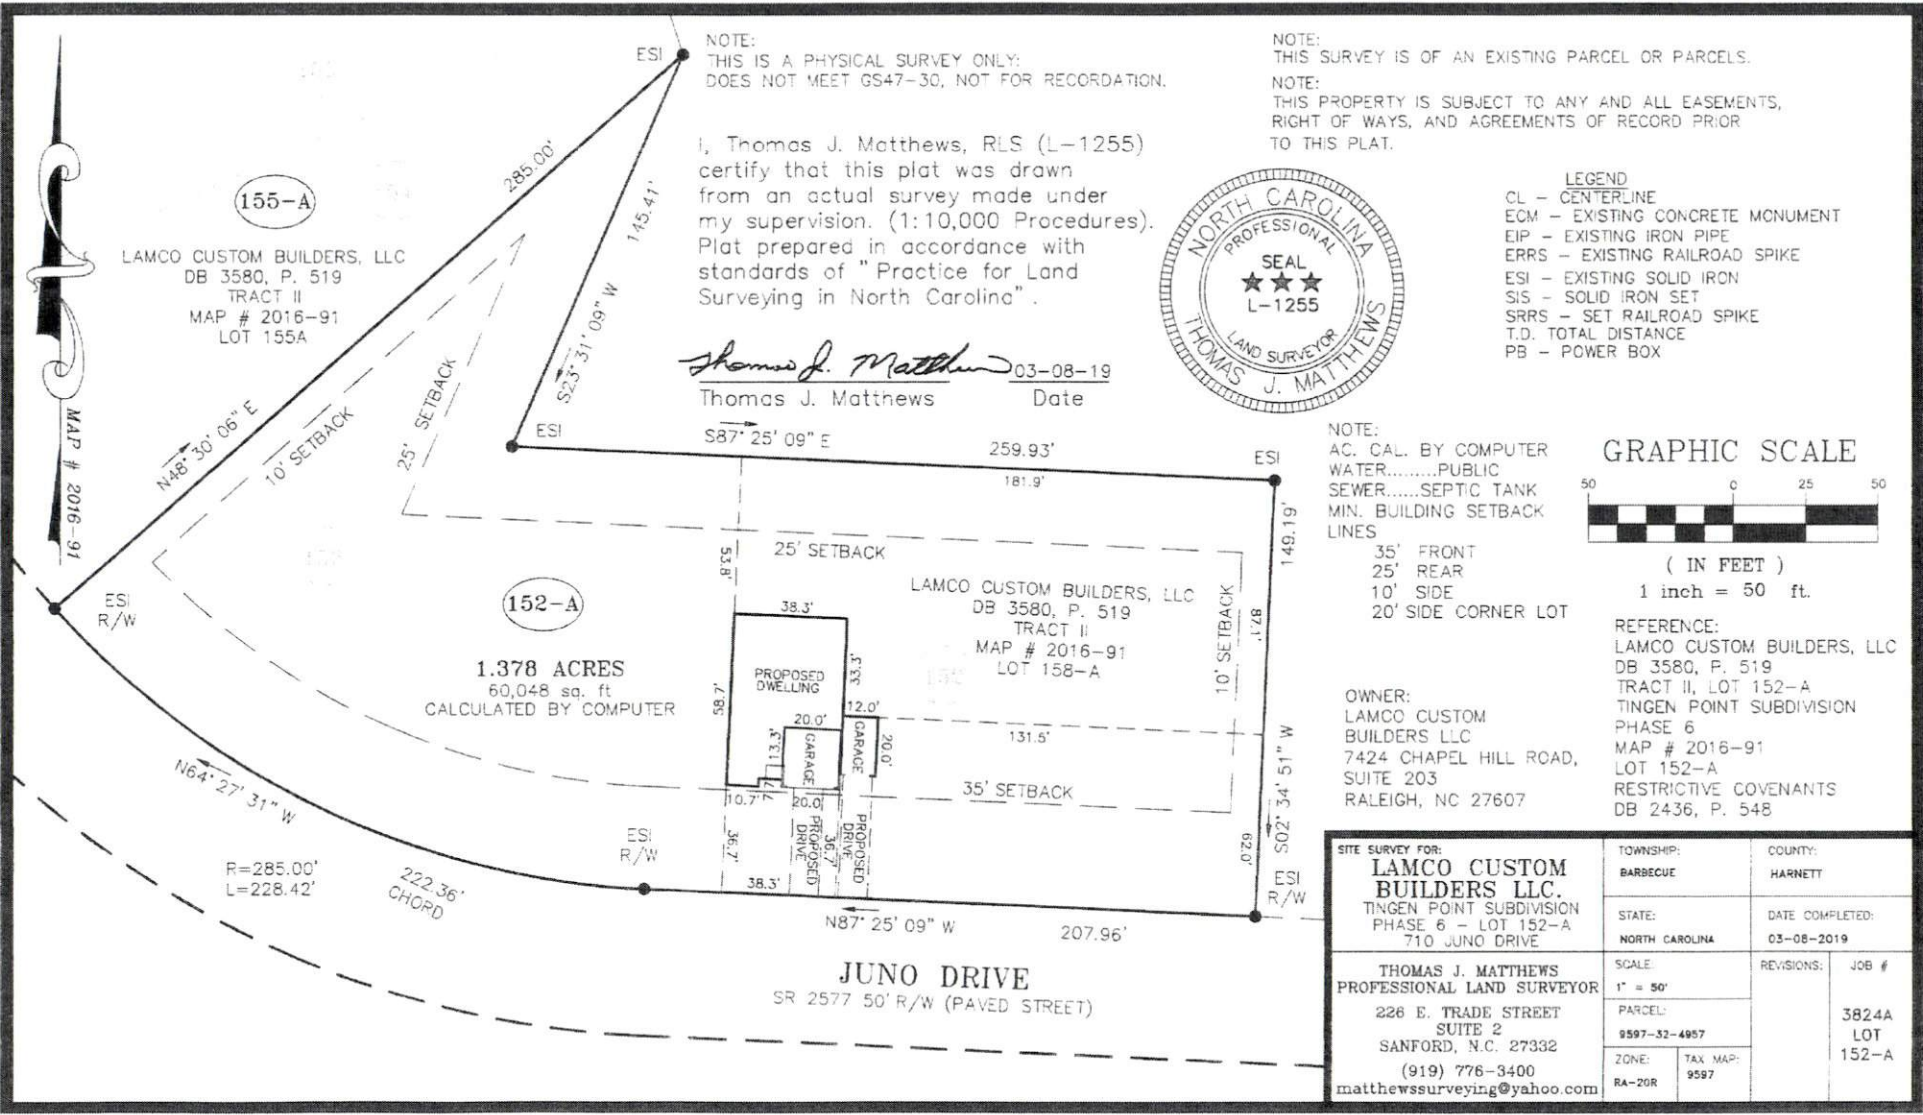 ESI
NOTE:
THIS IS A PHYSICAL SURVEY ONLY:
DOES NOT MEET GS47-30, NOT FOR RECORDATION.
NOTE:
THIS SURVEY IS OF AN EXISTING PARCEL OR PARCELS.
NOTE:
THIS PROPERTY IS SUBJECT TO ANY AND ALL EASEMENTS,
RIGHT OF WAYS, AND AGREEMENTS OF RECORD PRIOR
TO THIS PLAT.
I, Thomas J. Matthews, RLS (L-1255)
certify that this plat was drawn
from an actual survey made under
my supervision. (1:10,000 Procedures).
Plat prepared in accordance with
standards of "Practice for Land
Surveying in North Carolina".
Thomas J. Matthews 03-08-19
Thomas J. Matthews Date
NORTH CAROLINA
PROFESSIONAL
SEAL
L-1255
LAND SURVEYOR
THOMAS J. MATTHEWS
LEGEND
CL - CENTERLINE
ECM - EXISTING CONCRETE MONUMENT
EIP - EXISTING IRON PIPE
ERRS - EXISTING RAILROAD SPIKE
ESI - EXISTING SOLID IRON
SIS - SOLID IRON SET
SRRS - SET RAILROAD SPIKE
T.D. TOTAL DISTANCE
PB - POWER BOX
155-A
LAMCO CUSTOM BUILDERS, LLC
DB 3580, P. 519
TRACT II
MAP # 2016-91
LOT 155A
MAP # 2016-91
285.00'
N48° 30' 06" E
10' SETBACK
25' SETBACK
145.41'
S23° 31' 09" W
ESI
S87° 25' 09" E
259.93'
181.9'
ESI
149.19'
87.1'
S02° 34' 51" W
62.0'
10' SETBACK
25' SETBACK
53.8'
ESI
R/W
152-A
1.378 ACRES
60,048 sq. ft
CALCULATED BY COMPUTER
LAMCO CUSTOM BUILDERS, LLC
DB 3580, P. 519
TRACT II
MAP # 2016-91
LOT 158-A
38.3'
PROPOSED
DWELLING
58.7'
33.3'
20.0'
12.0'
GARAGE
GARAGE
13.3'
20.0'
131.5'
10.7'
7.7'
20.0'
35' SETBACK
36.7'
PROPOSED
DRIVE
36.7'
PROPOSED
DRIVE
38.3'
ESI
R/W
ESI
R/W
N64° 27' 31" W
R=285.00'
L=228.42'
222.36'
CHORD
N87° 25' 09" W
207.96'
JUNO DRIVE
SR 2577 50' R/W (PAVED STREET)
NOTE:
AC. CAL. BY COMPUTER
WATER.........PUBLIC
SEWER......SEPTIC TANK
MIN. BUILDING SETBACK
LINES
35' FRONT
25' REAR
10' SIDE
20' SIDE CORNER LOT
GRAPHIC SCALE
50 0 25 50
( IN FEET )
1 inch = 50 ft.
REFERENCE:
LAMCO CUSTOM BUILDERS, LLC
DB 3580, P. 519
TRACT II, LOT 152-A
TINGEN POINT SUBDIVISION
PHASE 6
MAP # 2016-91
LOT 152-A
RESTRICTIVE COVENANTS
DB 2436, P. 548
OWNER:
LAMCO CUSTOM
BUILDERS LLC
7424 CHAPEL HILL ROAD,
SUITE 203
RALEIGH, NC 27607
SITE SURVEY FOR:
LAMCO CUSTOM
BUILDERS LLC.
TINGEN POINT SUBDIVISION
PHASE 6 - LOT 152-A
710 JUNO DRIVE
TOWNSHIP:
BARBECUE
COUNTY:
HARNETT
STATE:
NORTH CAROLINA
DATE COMPLETED:
03-08-2019
THOMAS J. MATTHEWS
PROFESSIONAL LAND SURVEYOR
226 E. TRADE STREET
SUITE 2
SANFORD, N.C. 27332
(919) 776-3400
matthewssurveying@yahoo.com
SCALE:
1" = 50'
PARCEL:
9597-32-4957
ZONE:
RA-20R
TAX MAP:
9597
REVISIONS:
JOB #
3824A
LOT
152-A